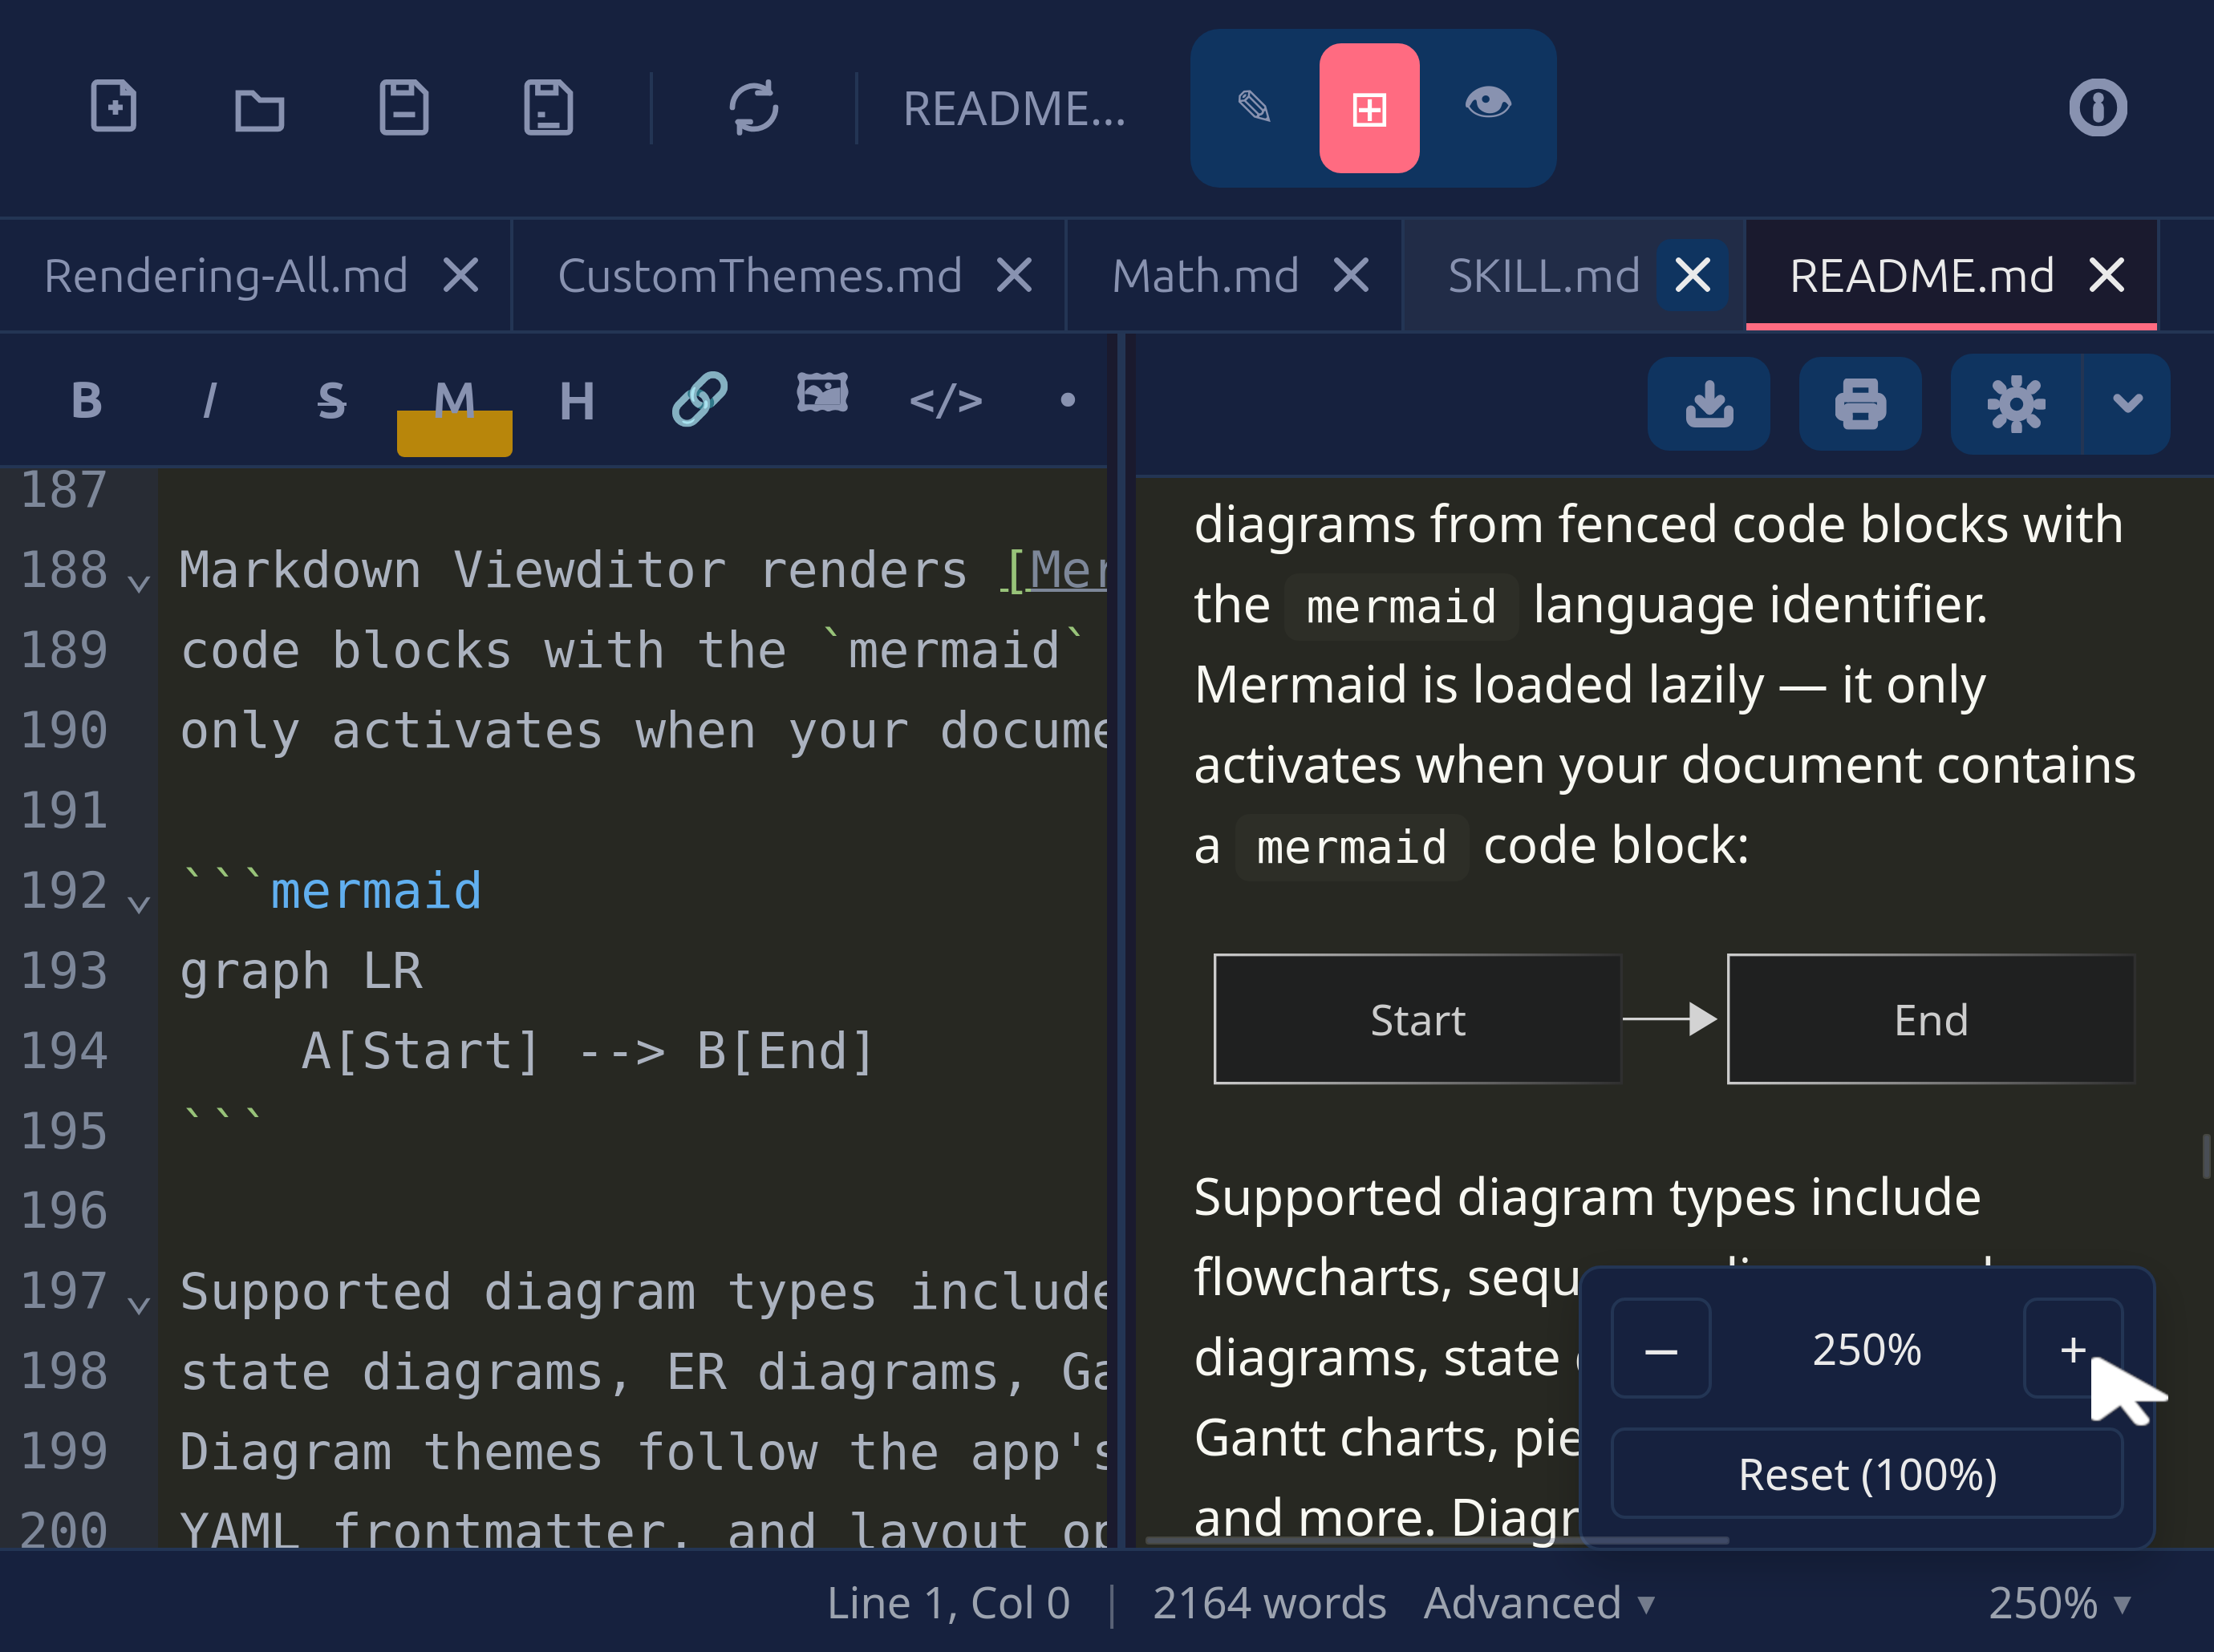 README...
Rendering-All.md
CustomThemes.md
Math.md
SKILL.md
README.md
B I S M H </> •
187
188 Markdown Viewditor renders [Mer
189 code blocks with the `mermaid`
190 only activates when your docume
191
192 ```mermaid
193 graph LR
194     A[Start] --> B[End]
195 ```
196
197 Supported diagram types include
198 state diagrams, ER diagrams, Ga
199 Diagram themes follow the app's
200 YAML frontmatter, and layout op
diagrams from fenced code blocks with
the mermaid language identifier.
Mermaid is loaded lazily — it only
activates when your document contains
a mermaid code block:
Start
End
Supported diagram types include
flowcharts, sequ
diagrams, state
Gantt charts, pie
and more. Diagr
− 250% +
Reset (100%)
Line 1, Col 0 | 2164 words Advanced ▾ 250% ▾